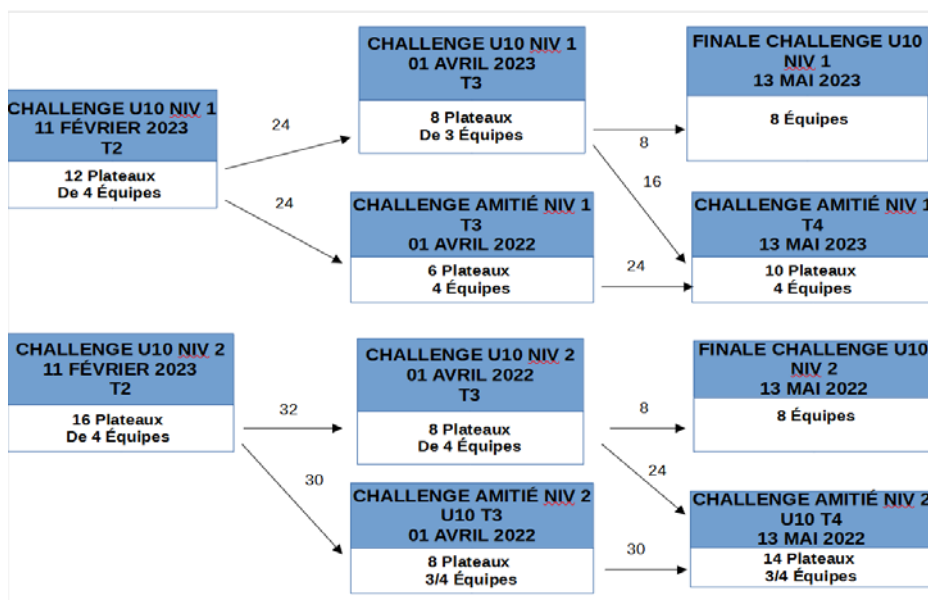 CHALLENGE U10 NIV 1
11 FÉVRIER 2023
T2
12 Plateaux
De 4 Équipes
24
24
CHALLENGE U10 NIV 1
01 AVRIL 2023
T3
8 Plateaux
De 3 Équipes
CHALLENGE AMITIÉ NIV 1
T3
01 AVRIL 2022
6 Plateaux
4 Équipes
8
16
24
FINALE CHALLENGE U10
NIV 1
13 MAI 2023
8 Équipes
CHALLENGE AMITIÉ NIV 1
T4
13 MAI 2023
10 Plateaux
4 Équipes
CHALLENGE U10 NIV 2
11 FÉVRIER 2023
T2
16 Plateaux
De 4 Équipes
32
30
CHALLENGE U10 NIV 2
01 AVRIL 2022
T3
8 Plateaux
De 4 Équipes
CHALLENGE AMITIÉ NIV 2
U10 T3
01 AVRIL 2022
8 Plateaux
3/4 Équipes
8
24
30
FINALE CHALLENGE U10
NIV 2
13 MAI 2022
8 Équipes
CHALLENGE AMITIÉ NIV 2
U10 T4
13 MAI 2022
14 Plateaux
3/4 Équipes